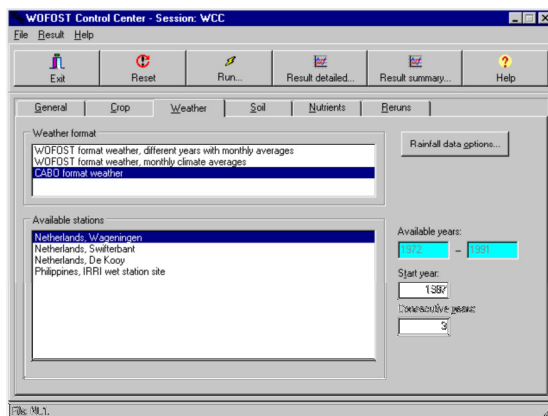 WOFOST Control Center - Session: WCC
File Result Help
Exit Reset Run... Result detailed... Result summary... Help
General Crop Weather Soil Nutrients Reruns
Weather format
WOFOST format weather, different years with monthly averages
WOFOST format weather, monthly climate averages
CABO format weather
Rainfall data options...
Available stations
Netherlands, Wageningen
Netherlands, Swifterbant
Netherlands, De Kooy
Philippines, IRRI wet station site
Available years:
1972 – 1991
Start year:
1987
Consecutive years:
3